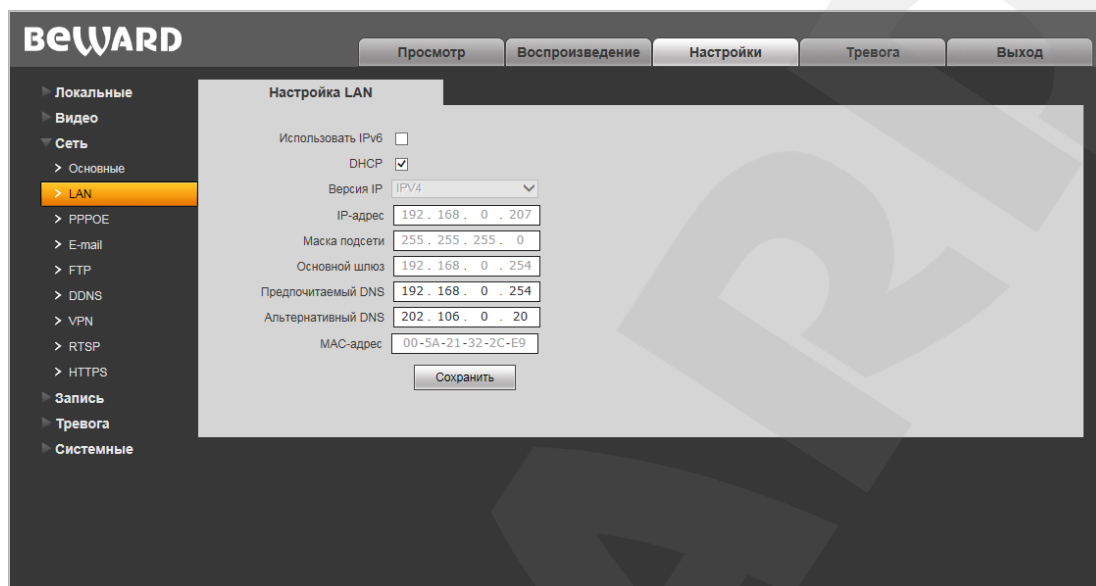 BEWARD
Просмотр Воспроизведение Настройки Тревога Выход
Локальные
Видео
Сеть
> Основные
> LAN
> PPPOE
> E-mail
> FTP
> DDNS
> VPN
> RTSP
> HTTPS
Запись
Тревога
Системные
Настройка LAN
Использовать IPv6
DHCP
Версия IP IPV4
IP-адрес 192 . 168 . 0 . 207
Маска подсети 255 . 255 . 255 . 0
Основной шлюз 192 . 168 . 0 . 254
Предпочитаемый DNS 192 . 168 . 0 . 254
Альтернативный DNS 202 . 106 . 0 . 20
MAC-адрес 00-5A-21-32-2C-E9
Сохранить